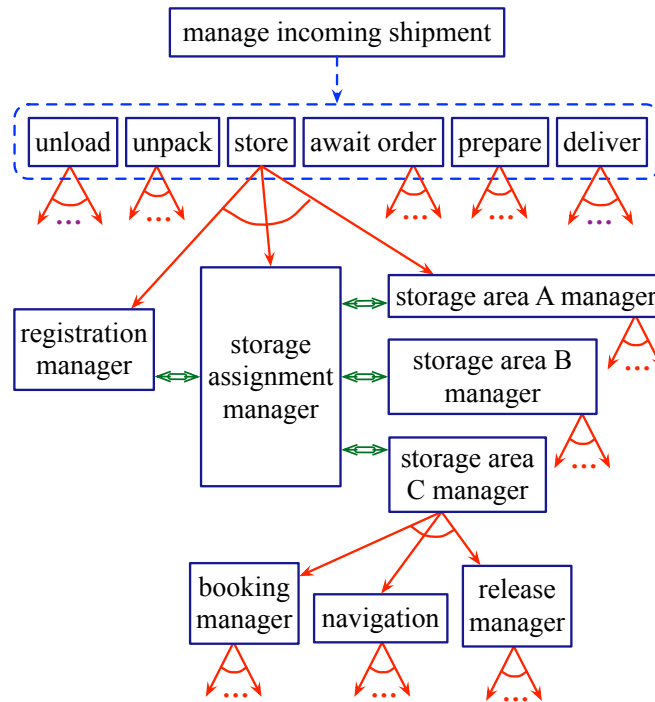 manage incoming shipment
unload unpack store await order prepare deliver
... ... ... ... ...
storage area A manager
registration
manager
...
storage
assignment
manager
storage area B
manager
...
storage area
C manager
booking
manager
navigation
release
manager
... ... ...